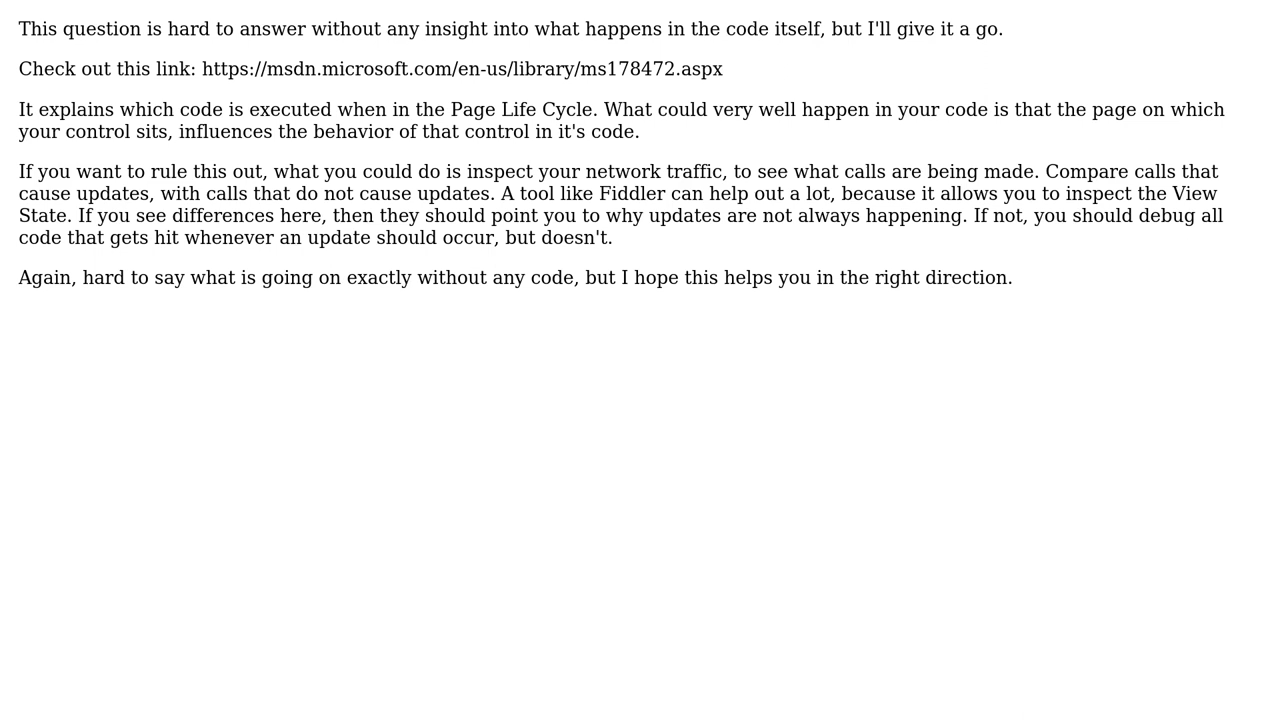 This question is hard to answer without any insight into what happens in the code itself, but I'll give it a go.
Check out this link: https://msdn.microsoft.com/en-us/library/ms178472.aspx
It explains which code is executed when in the Page Life Cycle. What could very well happen in your code is that the page on which
your control sits, influences the behavior of that control in it's code.
If you want to rule this out, what you could do is inspect your network traffic, to see what calls are being made. Compare calls that
cause updates, with calls that do not cause updates. A tool like Fiddler can help out a lot, because it allows you to inspect the View
State. If you see differences here, then they should point you to why updates are not always happening. If not, you should debug all
code that gets hit whenever an update should occur, but doesn't.
Again, hard to say what is going on exactly without any code, but I hope this helps you in the right direction.